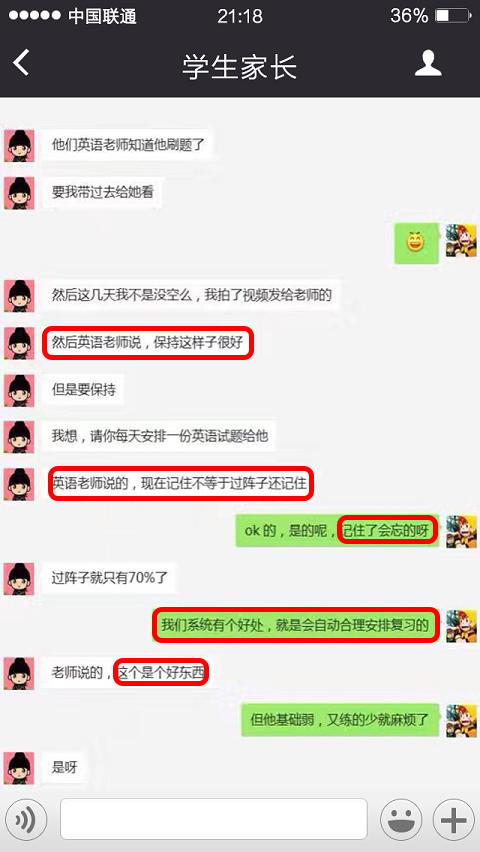 中国联通 21:18 36%
学生家长
他们英语老师知道他刷题了
要我带过去给她看
然后这几天我不是没空么，我拍了视频发给老师的
然后英语老师说，保持这样子很好
但是要保持
我想，请你每天安排一份英语试题给他
英语老师说的，现在记住不等于过阵子还记住
ok 的，是的呢，记住了会忘的呀
过阵子就只有70%了
我们系统有个好处，就是会自动合理安排复习的
老师说的，这个是个好东西
但他基础弱，又练的少就麻烦了
是呀